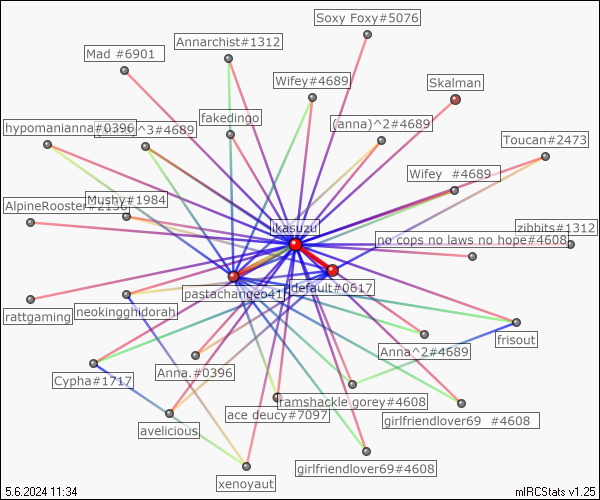 Soxy Foxy#5076
Annarchist#1312
Mad #6901
Wifey#4689
Skalman
fakedingo
hypomanianna#0396
^3#4689
(anna)^2#4689
Toucan#2473
Wifey #4689
Mushy#1984
AlpineRooster#2156
ikasuzu
zibbits#1312
no cops no laws no hope#4608
default#0617
pastachangeo41
rattgaming
neokingghidorah
frisout
Anna^2#4689
Anna.#0396
Cypha#1717
ramshackle gorey#4608
ace deucy#7097
girlfriendlover69 #4608
avelicious
girlfriendlover69#4608
xenoyaut
5.6.2024 11:34
mIRCStats v1.25